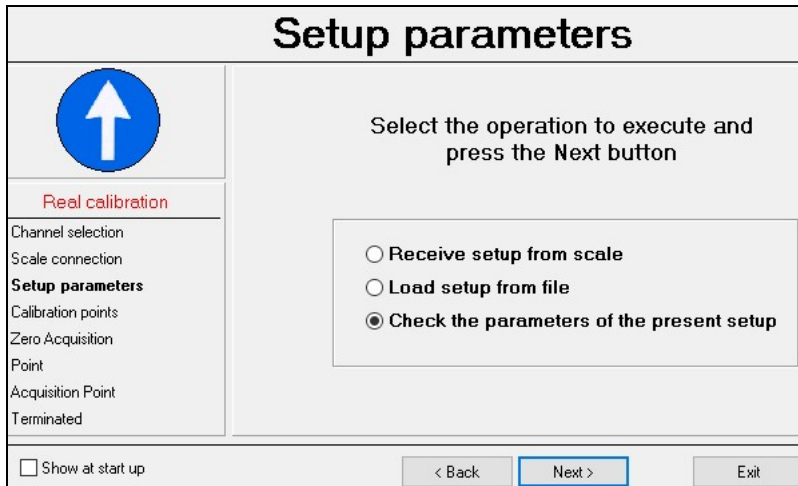 Setup parameters
Select the operation to execute and
press the Next button
Real calibration
Channel selection
Scale connection
Setup parameters
Calibration points
Zero Acquisition
Point
Acquisition Point
Terminated
Receive setup from scale
Load setup from file
Check the parameters of the present setup
Show at start up
< Back
Next >
Exit